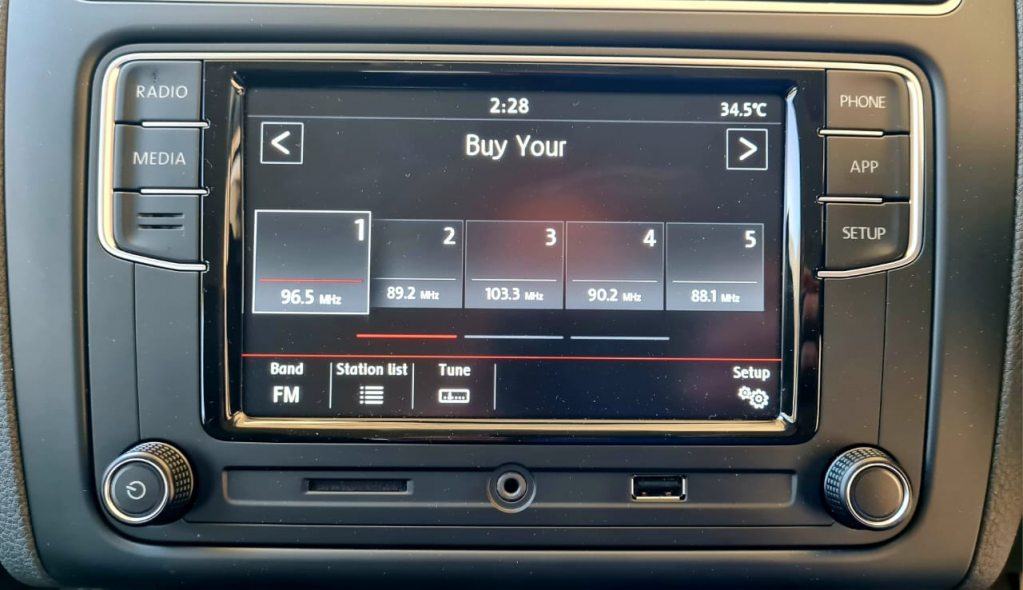 RADIO
MEDIA
PHONE
APP
SETUP
2:28
34.5°C
<
Buy Your
>
1
2
3
4
5
96.5 MHz
89.2 MHz
103.3 MHz
90.2 MHz
88.1 MHz
Band
Station list
Tune
Setup
FM